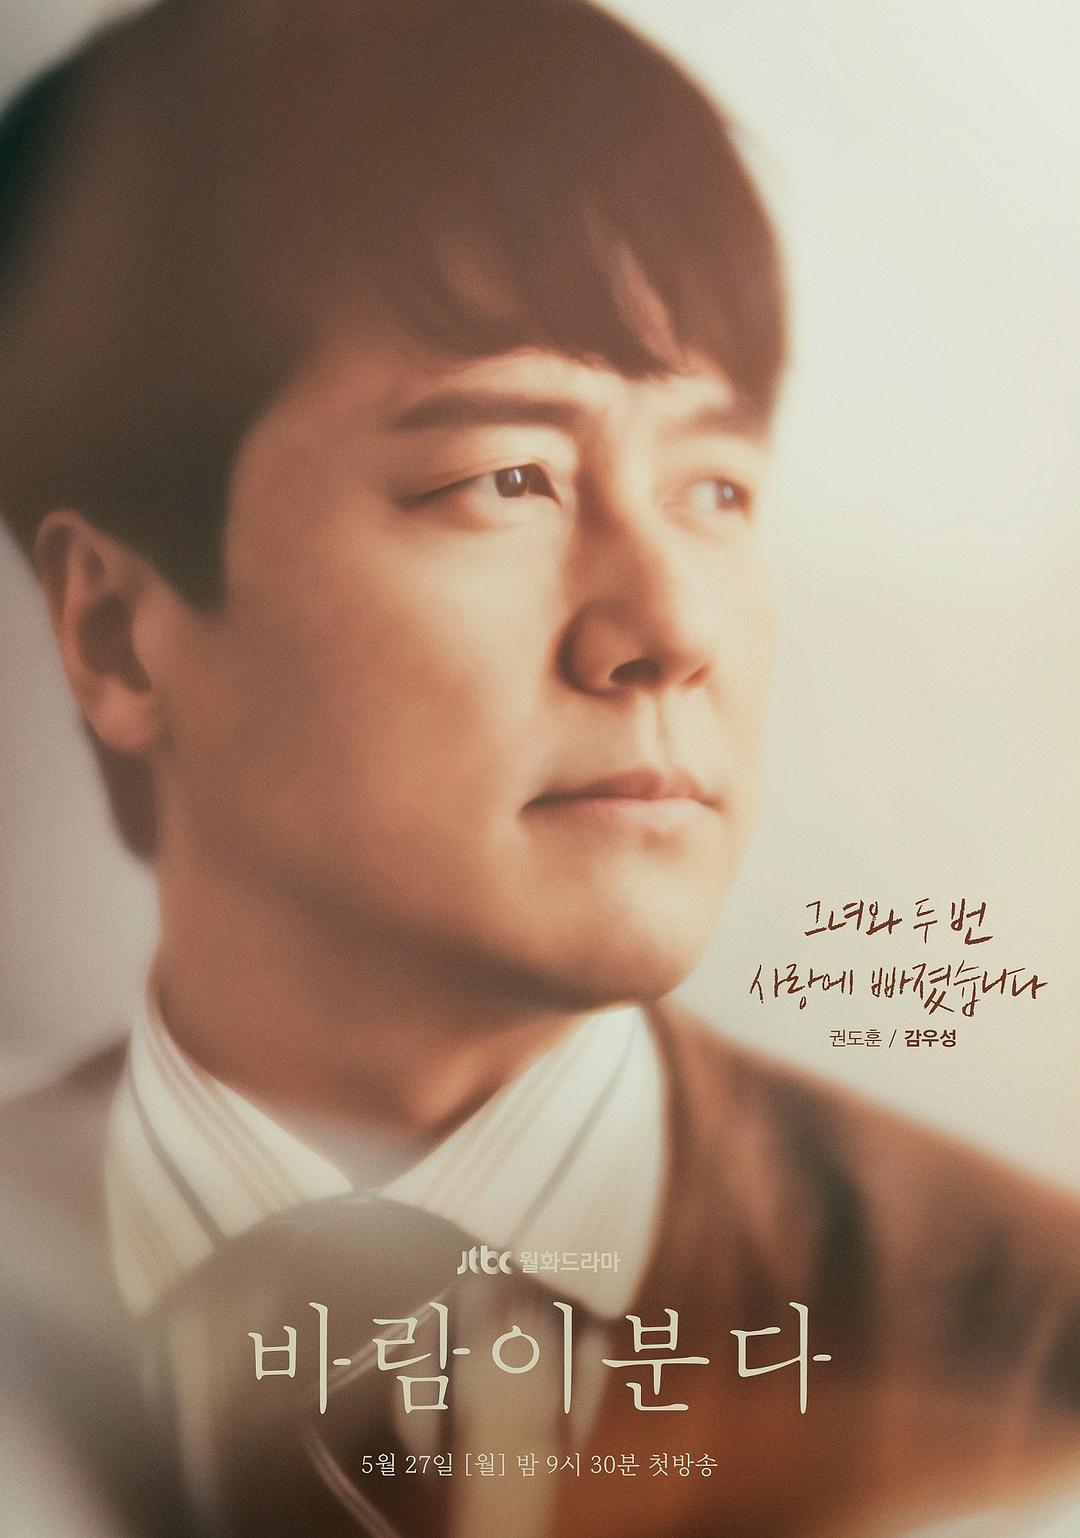 그녀와 두 번
사랑에 빠졌습니다
권도훈 / 감우성
jtbc 월화드라마
바람이분다
5월 27일 [월] 밤 9시 30분 첫방송